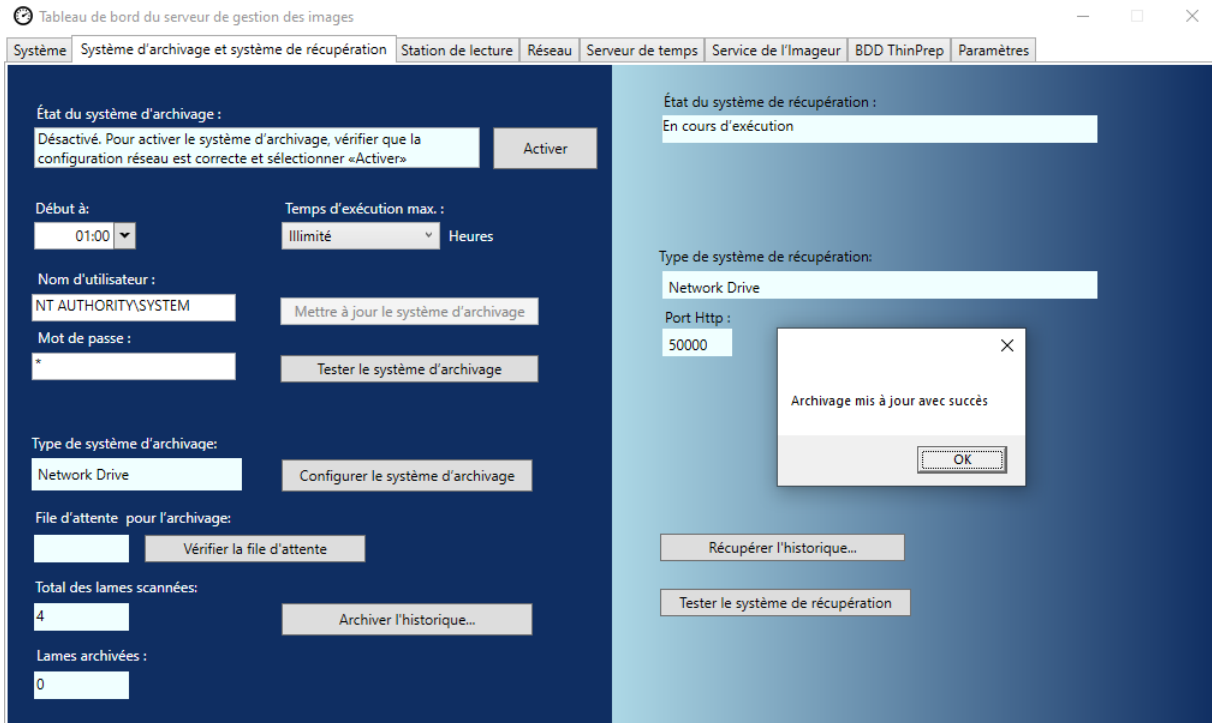 Tableau de bord du serveur de gestion des images
Système
Système d'archivage et système de récupération
Station de lecture
Réseau
Serveur de temps
Service de l'Imageur
BDD ThinPrep
Paramètres
État du système d'archivage :
Désactivé. Pour activer le système d'archivage, vérifier que la
configuration réseau est correcte et sélectionner «Activer»
Activer
Début à:
01:00
Temps d'exécution max. :
Illimité
Heures
Nom d'utilisateur :
NT AUTHORITY\SYSTEM
Mettre à jour le système d'archivage
Mot de passe :
*
Tester le système d'archivage
Type de système d'archivage:
Network Drive
Configurer le système d'archivage
File d'attente  pour l'archivage:
Vérifier la file d'attente
Total des lames scannées:
4
Archiver l'historique...
Lames archivées :
0
État du système de récupération :
En cours d'exécution
Type de système de récupération:
Network Drive
Port Http :
50000
Archivage mis à jour avec succès
OK
Récupérer l'historique...
Tester le système de récupération